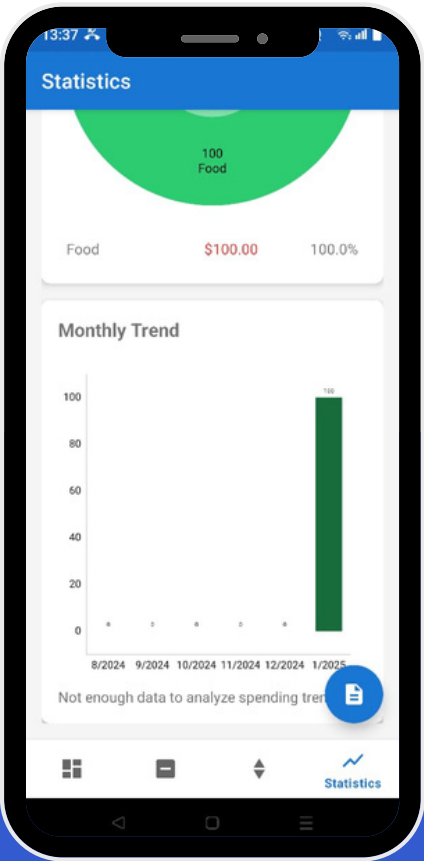 13:37
Statistics
100
Food
Food $100.00 100.0%
Monthly Trend
100
100
80
60
40
20
0
8/2024 9/2024 10/2024 11/2024 12/2024 1/2025
Not enough data to analyze spending
Statistics